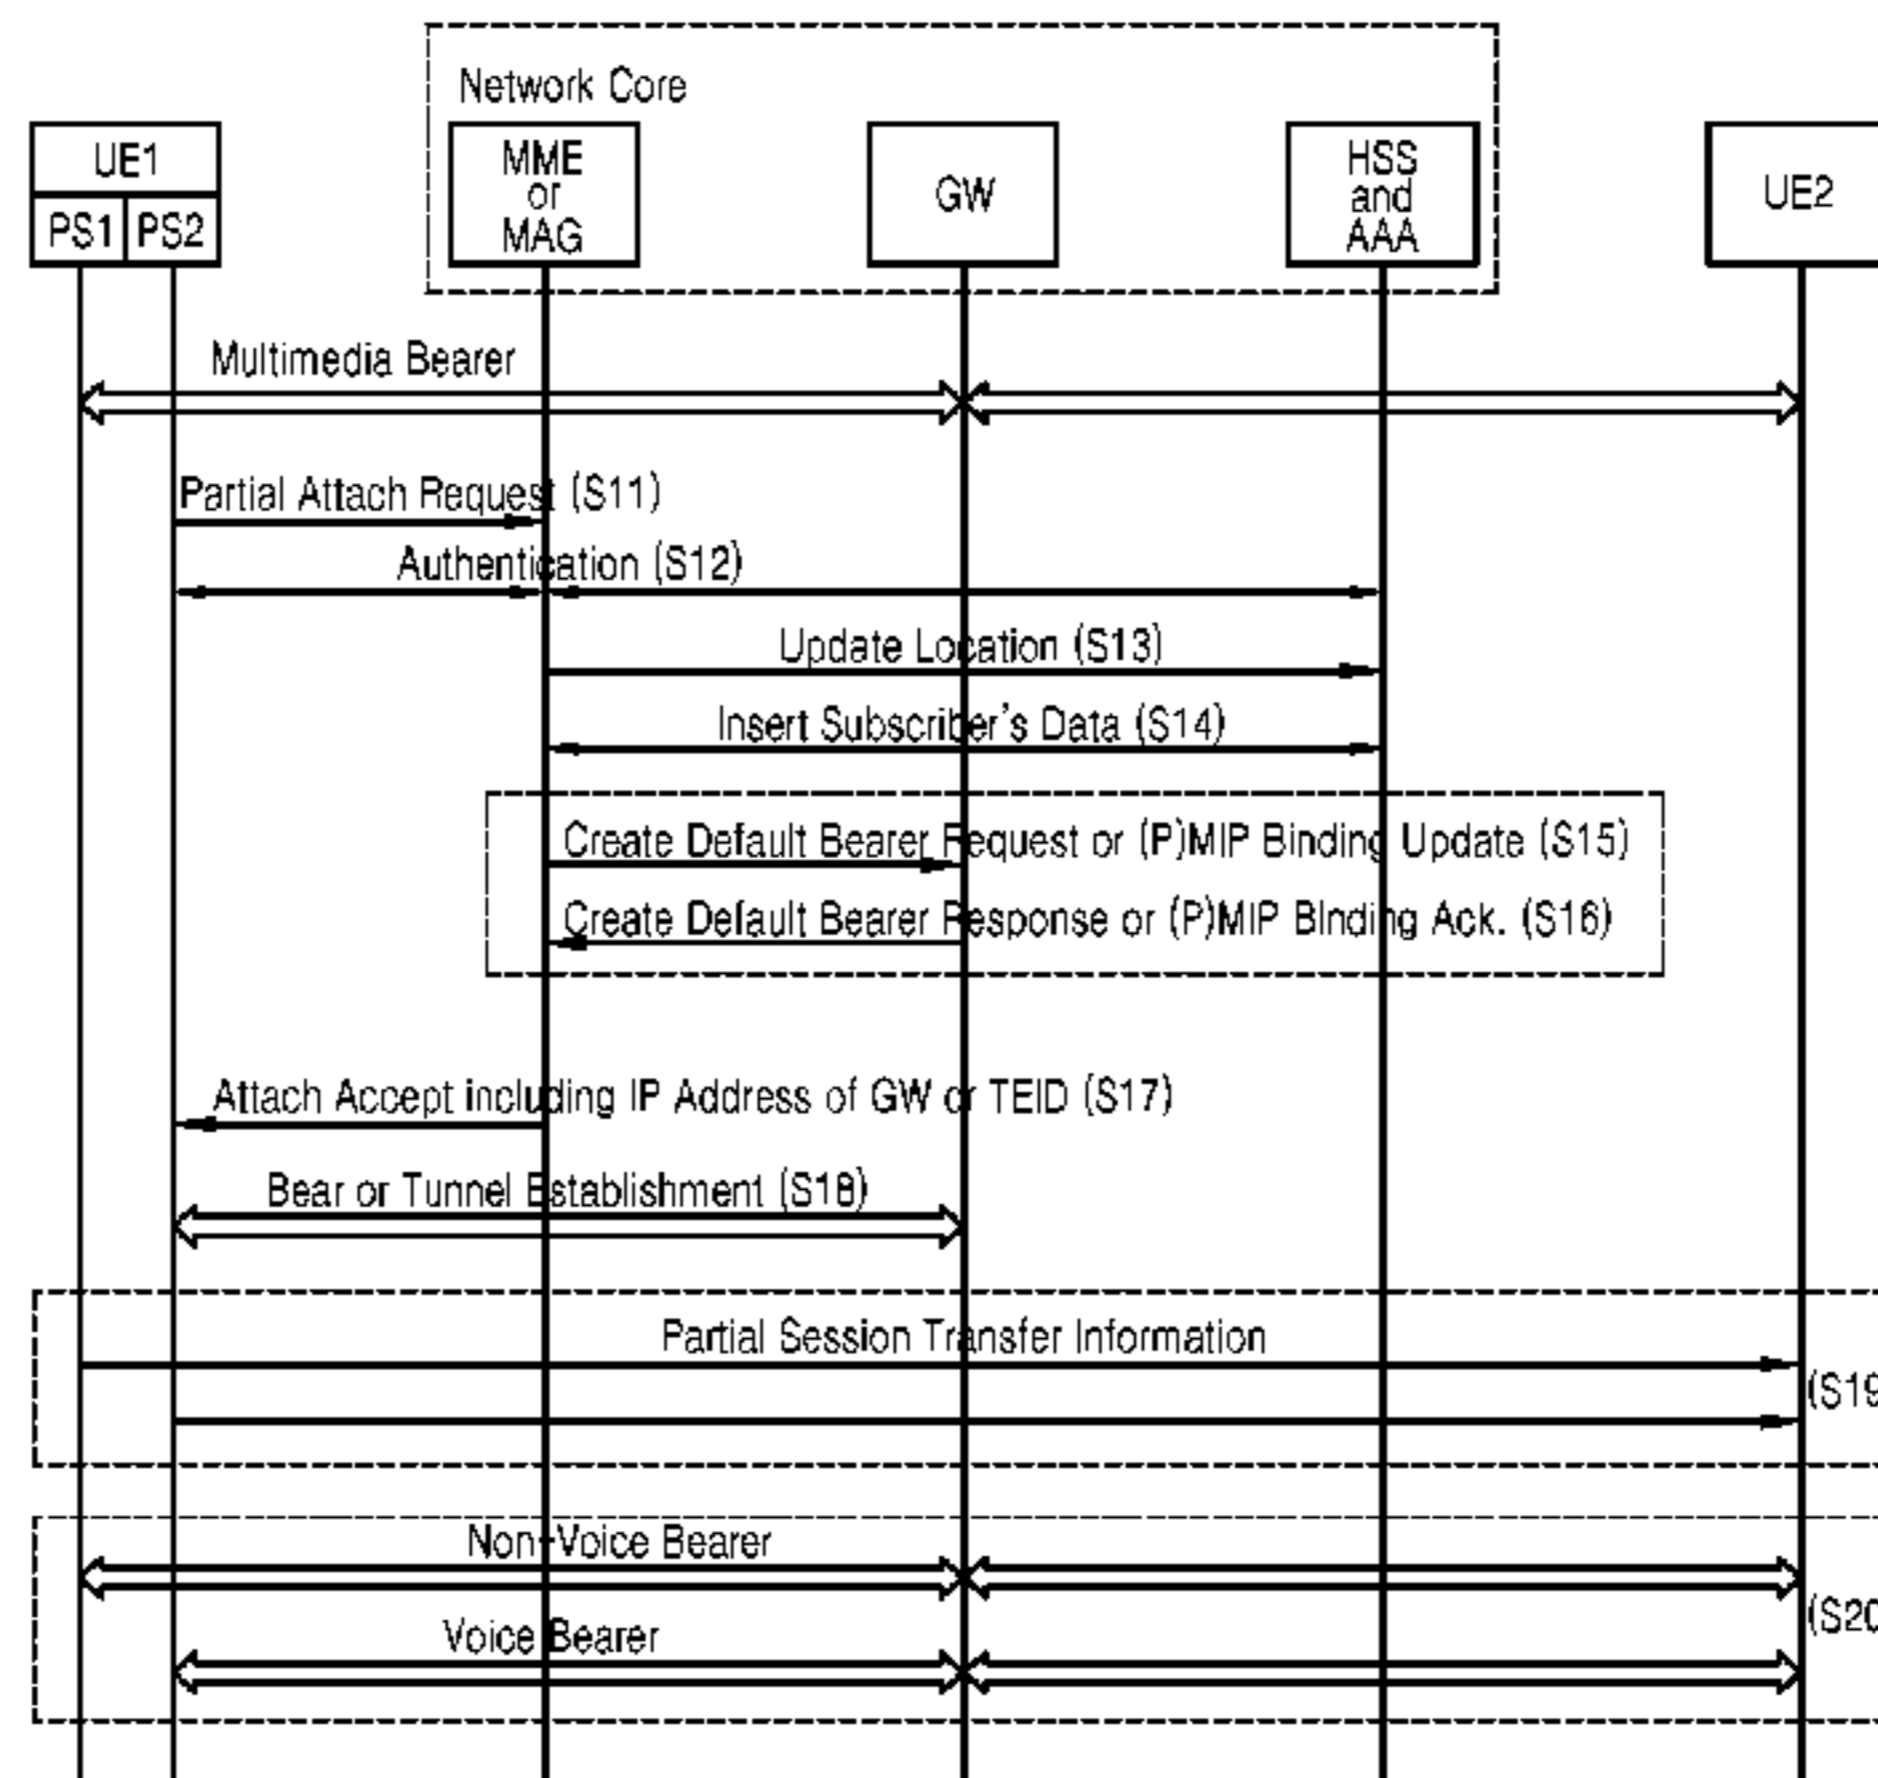 Network Core
UE1
PS1
PS2
MME
or
MAG
GW
HSS
and
AAA
UE2
Multimedia Bearer
Partial Attach Request (S11)
Authentication (S12)
Update Location (S13)
Insert Subscriber's Data (S14)
Create Default Bearer Request or (P)MIP Binding Update (S15)
Create Default Bearer Response or (P)MIP Binding Ack. (S16)
Attach Accept including IP Address of GW or TEID (S17)
Bear or Tunnel Establishment (S18)
Partial Session Transfer Information
(S19
Non-Voice Bearer
(S20
Voice Bearer